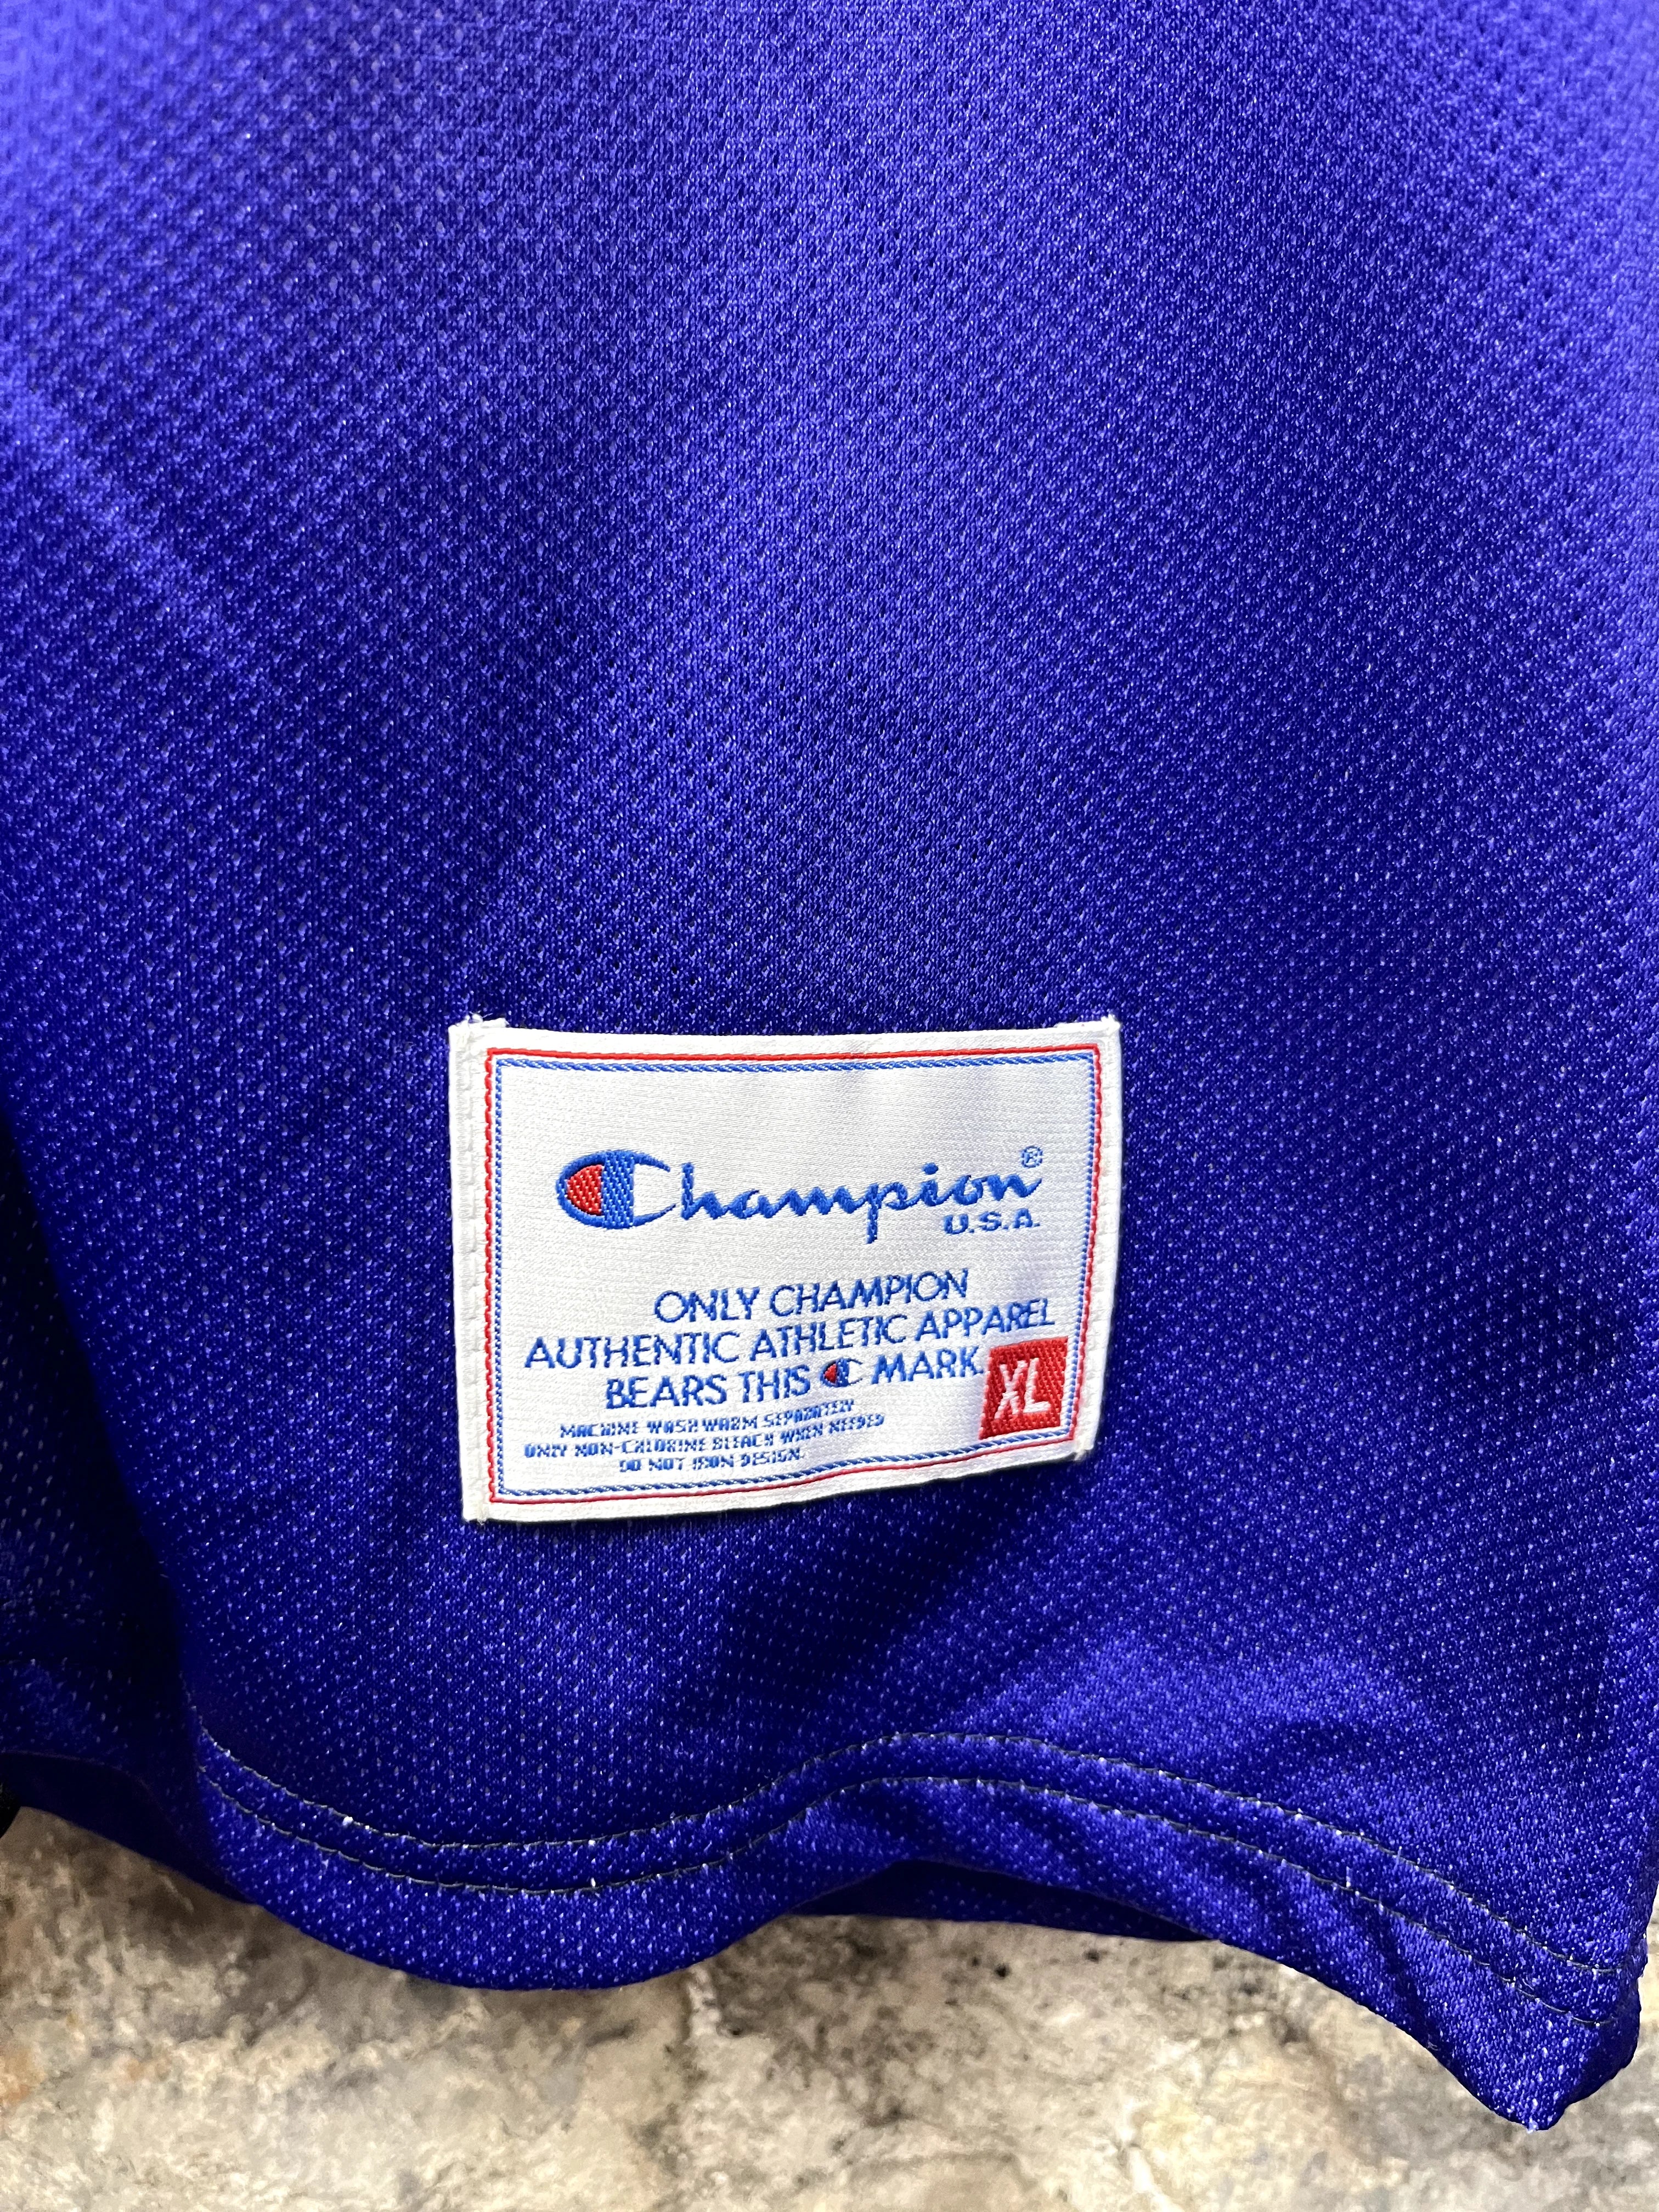 Champion®
U.S.A.
ONLY CHAMPION
AUTHENTIC ATHLETIC APPAREL
BEARS THIS C MARK.
XL
MACHINE WASH WARM SEPARATELY
ONLY NON-CHLORINE BLEACH WHEN NEEDED
DO NOT IRON DESIGN.